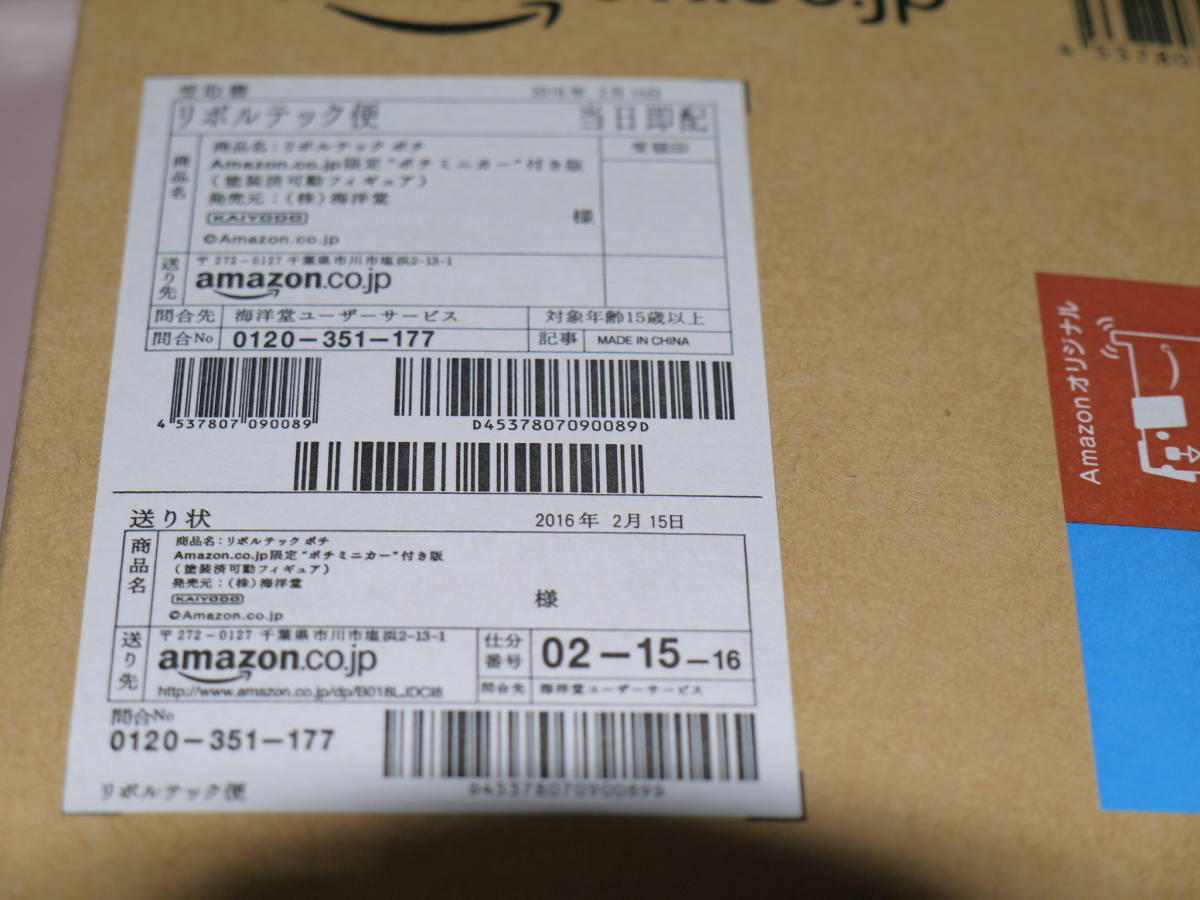 .co.jp
受取書 2016年 2月 15日
リボルテック便 当日即配
商品名
商品名：リボルテック ポチ
Amazon.co.jp限定“ポチミニカー”付き版
（塗装済可動フィギュア）
発売元：（株）海洋堂
KAIYODO 様
©Amazon.co.jp
受領印
送り先
〒272-0127 千葉県市川市塩浜2-13-1
amazon.co.jp
問合先 海洋堂ユーザーサービス 対象年齢15歳以上
問合No 0120-351-177 記事 MADE IN CHINA
4 537807 090089
D4537807090089D
送り状 2016年 2月 15日
商品名
商品名：リボルテック ポチ
Amazon.co.jp限定“ポチミニカー”付き版
（塗装済可動フィギュア）
発売元：（株）海洋堂
KAIYODO 様
©Amazon.co.jp
送り先
〒272-0127 千葉県市川市塩浜2-13-1
amazon.co.jp
仕分番号 02-15-16
問合先 海洋堂ユーザーサービス
問合No
0120-351-177
D4537807090089D
リボルテック便
Amazonオリジナル